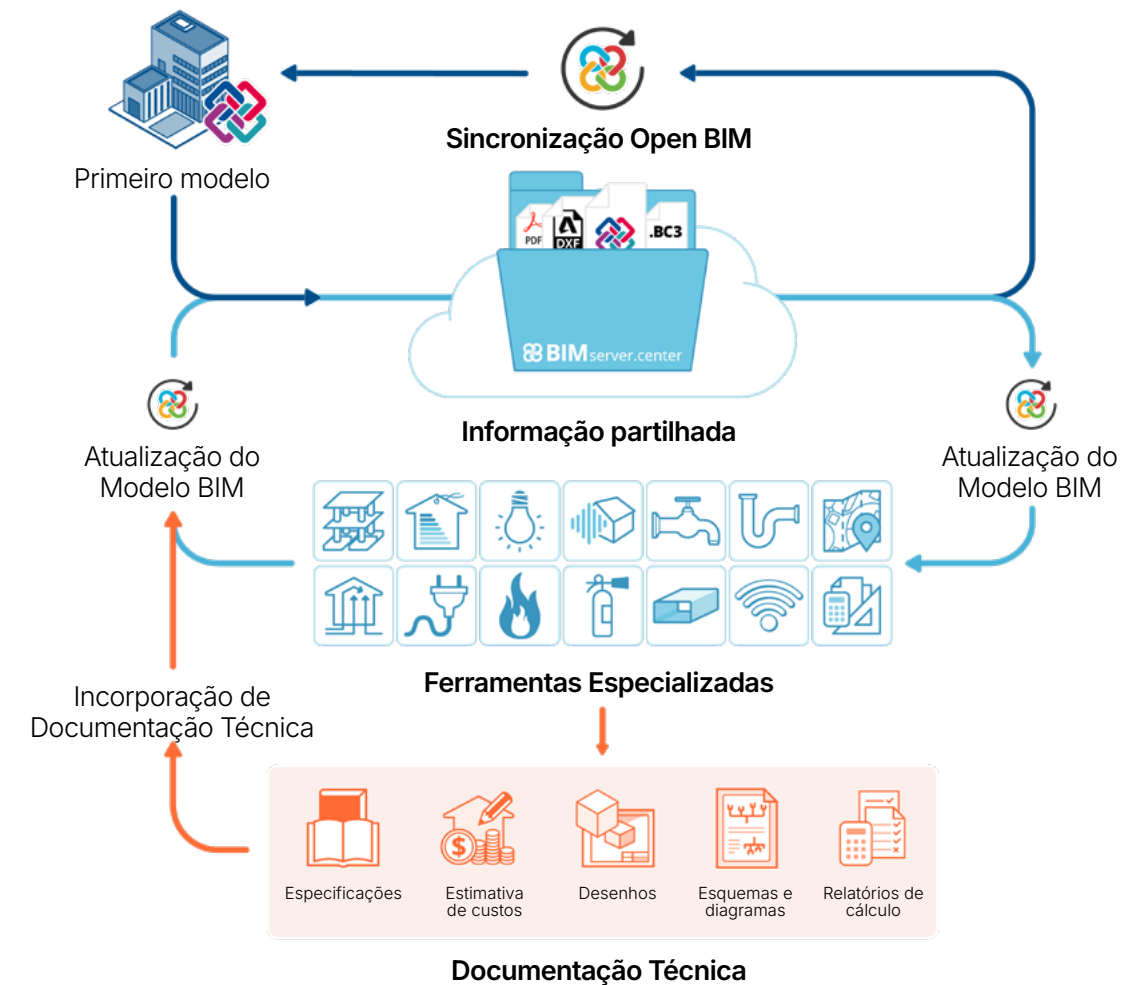 Sincronização Open BIM
Primeiro modelo
PDF
DXF
.BC3
BIMserver.center
Informação partilhada
Atualização do
Modelo BIM
Atualização do
Modelo BIM
Ferramentas Especializadas
Incorporação de
Documentação Técnica
$
Especificações
Estimativa
de custos
Desenhos
Esquemas e
diagramas
Relatórios de
cálculo
Documentação Técnica